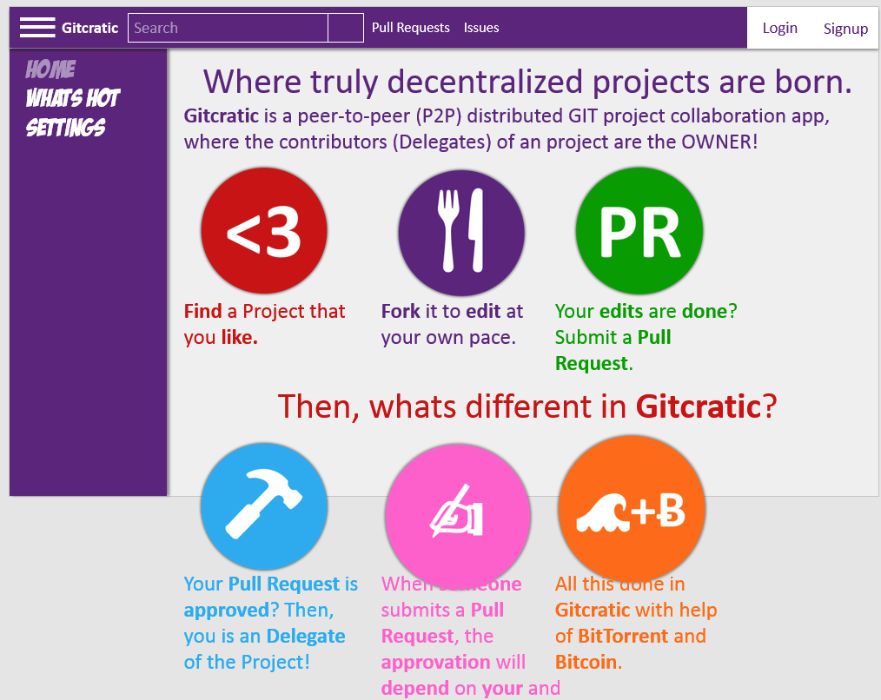 Gitcratic
Search
Pull Requests
Issues
Login
Signup
HOME
WHATS HOT
SETTINGS
Where truly decentralized projects are born.
Gitcratic is a peer-to-peer (P2P) distributed GIT project collaboration app,
where the contributors (Delegates) of an project are the OWNER!
<3
PR
Find a Project that
you like.
Fork it to edit at
your own pace.
Your edits are done?
Submit a Pull
Request.
Then, whats different in Gitcratic?
+Ƀ
Your Pull Request is
approved? Then,
you is an Delegate
of the Project!
When someone
submits a Pull
Request, the
approvation will
depend on your and
All this done in
Gitcratic with help
of BitTorrent and
Bitcoin.